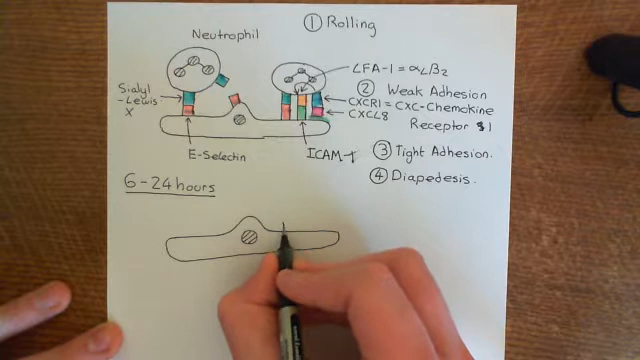 ① Rolling
Neutrophil
LFA-1 = αLβ2
② Weak Adhesion
Sialyl
-Lewis
X
CXCR1 = CXC-Chemokine
Receptor 1
CXCL8
E-Selectin
ICAM-1
③ Tight Adhesion.
④ Diapedesis.
6-24 hours